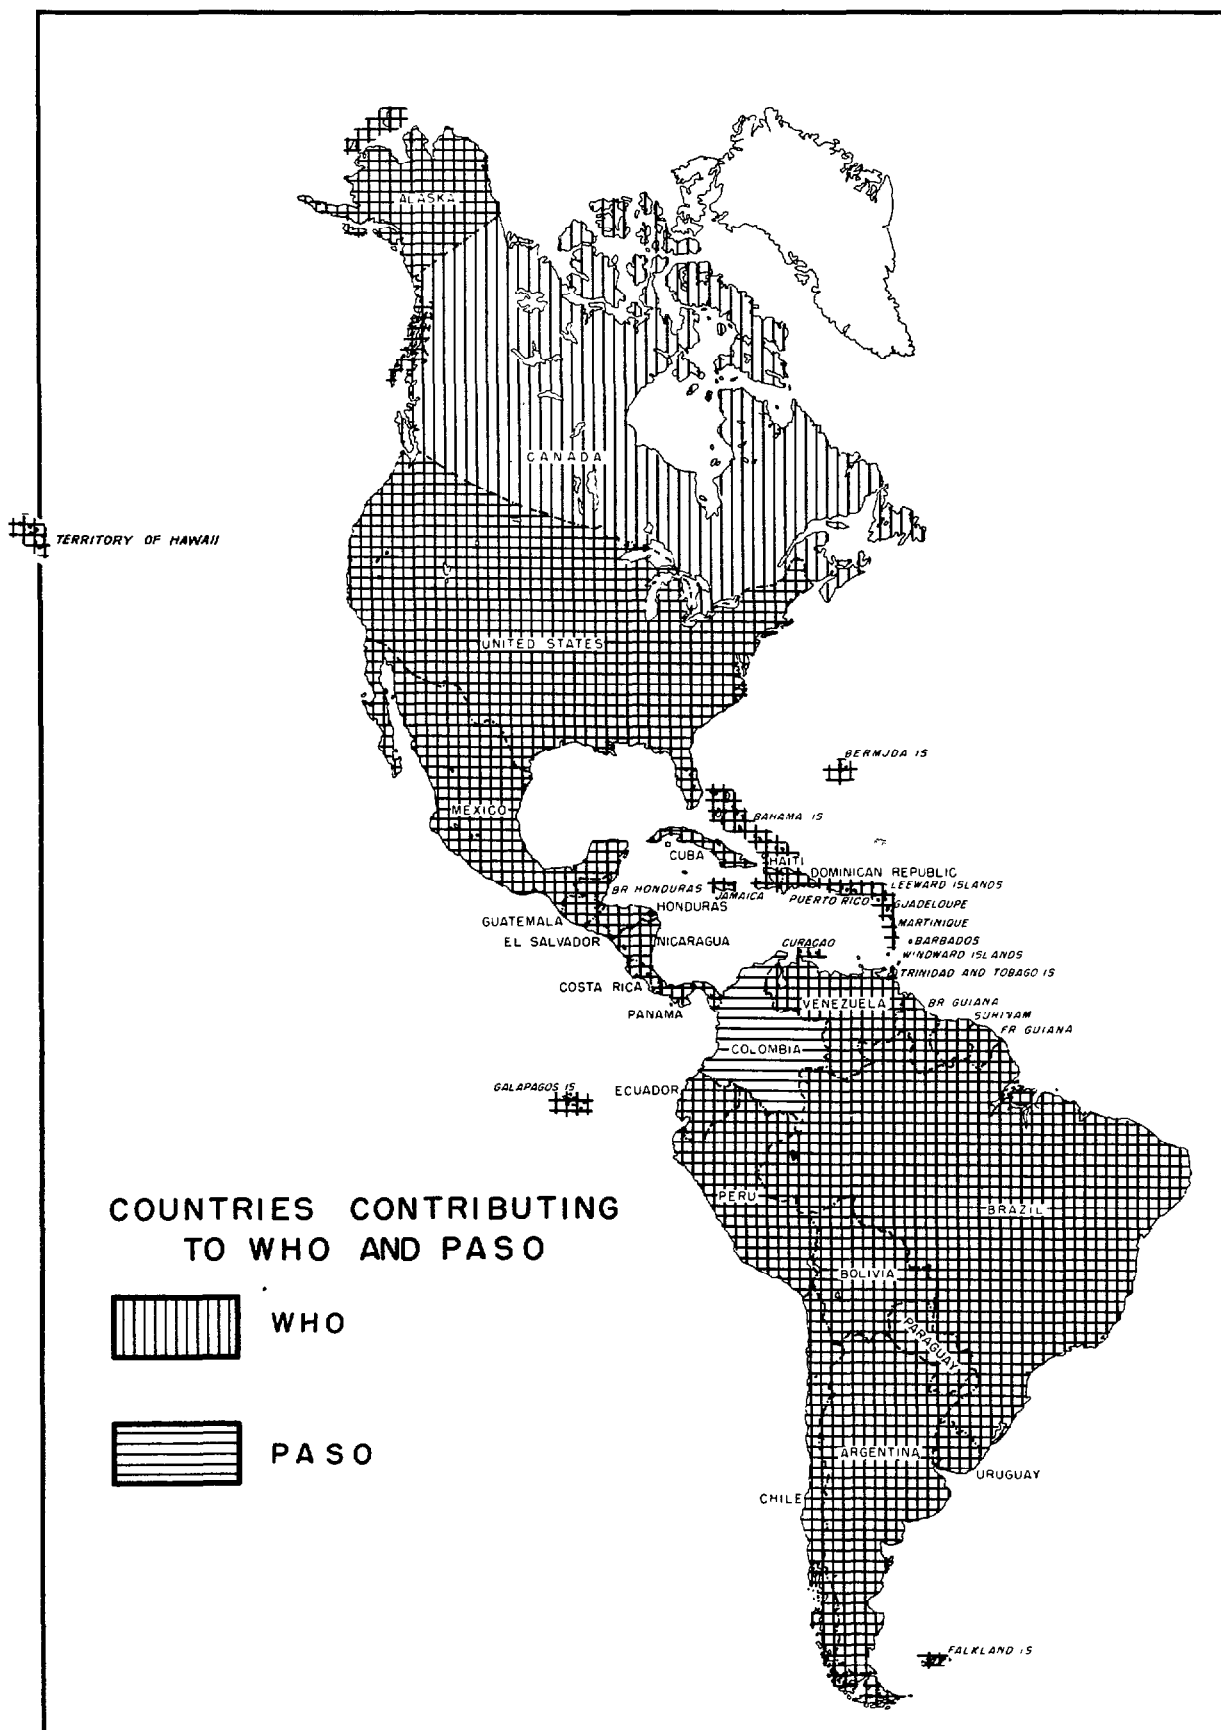 ALASKA
CANADA
TERRITORY OF HAWAII
UNITED STATES
BERMUDA IS
MEXICO
BAHAMA IS
CUBA
HAITI
DOMINICAN REPUBLIC
BR HONDURAS
JAMAICA
PUERTO RICO
LEEWARD ISLANDS
HONDURAS
GUADELOUPE
GUATEMALA
MARTINIQUE
EL SALVADOR
NICARAGUA
CURACAO
BARBADOS
WINDWARD ISLANDS
TRINIDAD AND TOBAGO IS
COSTA RICA
VENEZUELA
BR GUIANA
PANAMA
SURINAM
FR GUIANA
COLOMBIA
GALAPAGOS IS
ECUADOR
PERU
BRAZIL
COUNTRIES CONTRIBUTING
TO WHO AND PASO
BOLIVIA
WHO
PARAGUAY
PASO
ARGENTINA
URUGUAY
CHILE
FALKLAND IS